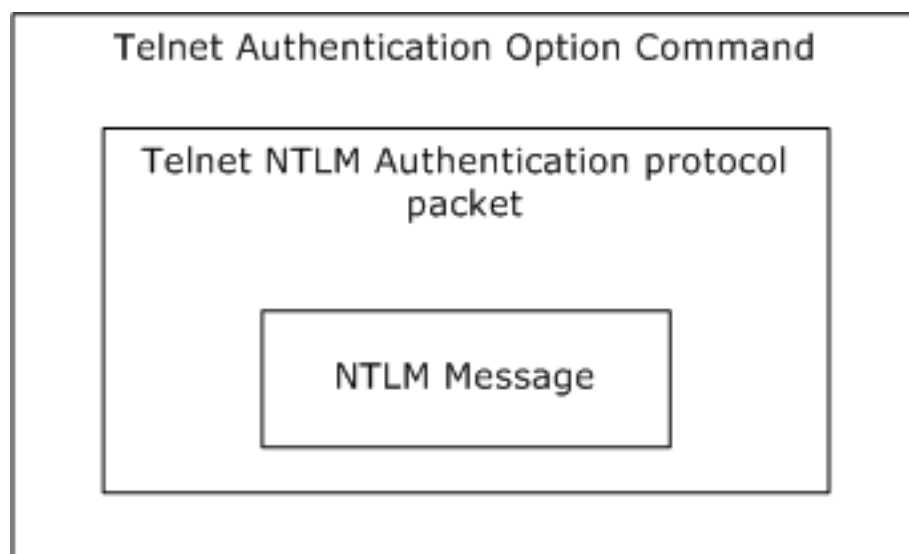 Telnet Authentication Option Command
Telnet NTLM Authentication protocol
packet
NTLM Message